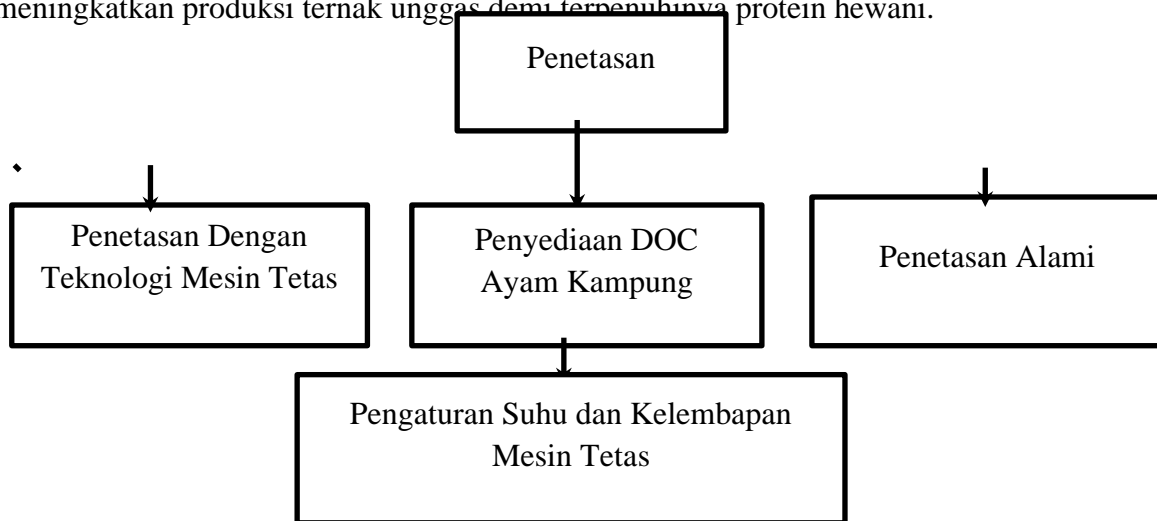 meningkatkan produksi ternak unggas demi terpenuhinya protein hewani.
Penetasan
Penetasan Dengan
Teknologi Mesin Tetas
Penyediaan DOC
Ayam Kampung
Penetasan Alami
Pengaturan Suhu dan Kelembapan
Mesin Tetas